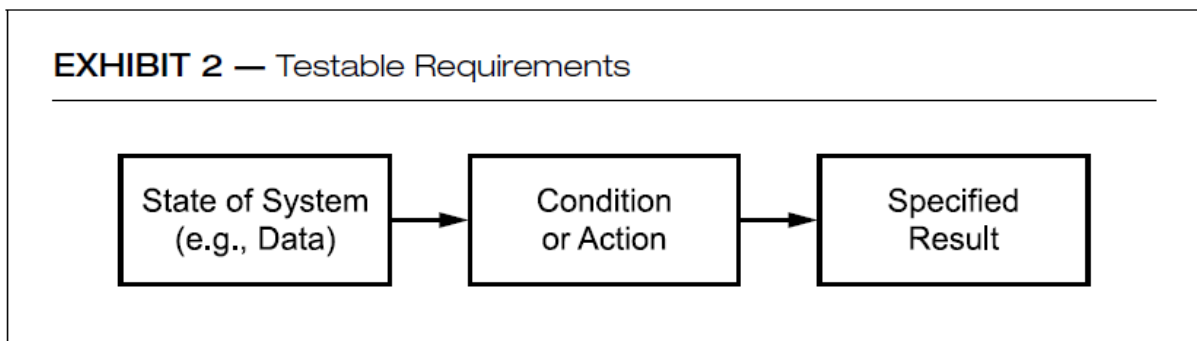 EXHIBIT 2 — Testable Requirements
State of System
(e.g., Data)
Condition
or Action
Specified
Result